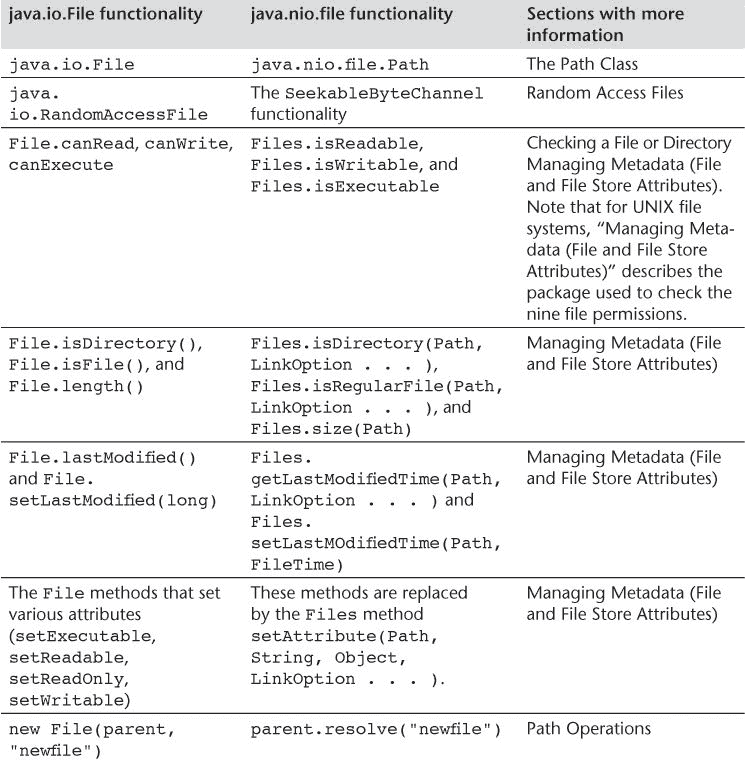 java.io.File functionality
java.nio.file functionality
Sections with more
information
java.io.File
java.nio.file.Path
The Path Class
java.
io.RandomAccessFile
The SeekableByteChannel
functionality
Random Access Files
File.canRead, canWrite,
canExecute
Files.isReadable,
Files.isWritable, and
Files.isExecutable
Checking a File or Directory
Managing Metadata (File
and File Store Attributes).
Note that for UNIX file
systems, “Managing Meta-
data (File and File Store
Attributes)” describes the
package used to check the
nine file permissions.
File.isDirectory(),
File.isFile(), and
File.length()
Files.isDirectory(Path,
LinkOption . . . ),
Files.isRegularFile(Path,
LinkOption . . . ), and
Files.size(Path)
Managing Metadata (File
and File Store Attributes)
File.lastModified()
and File.
setLastModified(long)
Files.
getLastModifiedTime(Path,
LinkOption . . . ) and
Files.
setLastMOdifiedTime(Path,
FileTime)
Managing Metadata (File
and File Store Attributes)
The File methods that set
various attributes
(setExecutable,
setReadable,
setReadOnly,
setWritable)
These methods are replaced
by the Files method
setAttribute(Path,
String, Object,
LinkOption . . . ).
Managing Metadata (File
and File Store Attributes)
new File(parent,
"newfile")
parent.resolve("newfile")
Path Operations